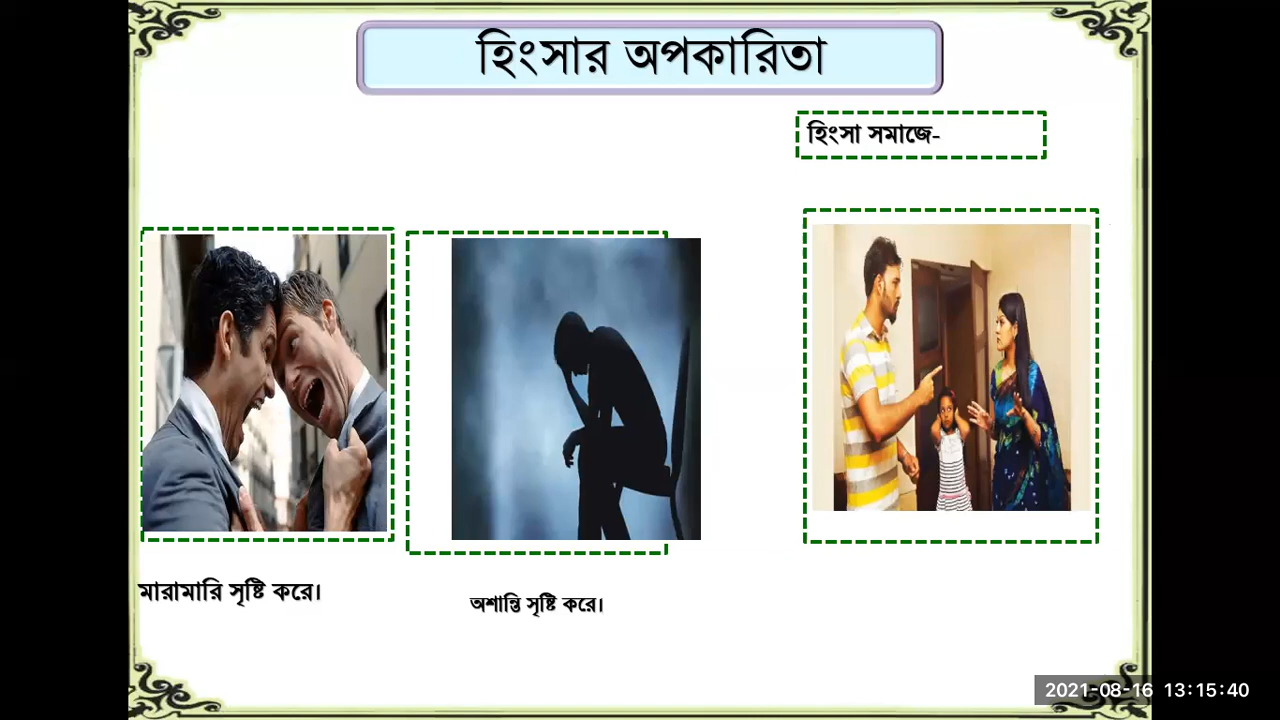 হিংসার অপকারিতা
হিংসা সমাজে-
মারামারি সৃষ্টি করে।
অশান্তি সৃষ্টি করে।
2021-08-16 13:15:40